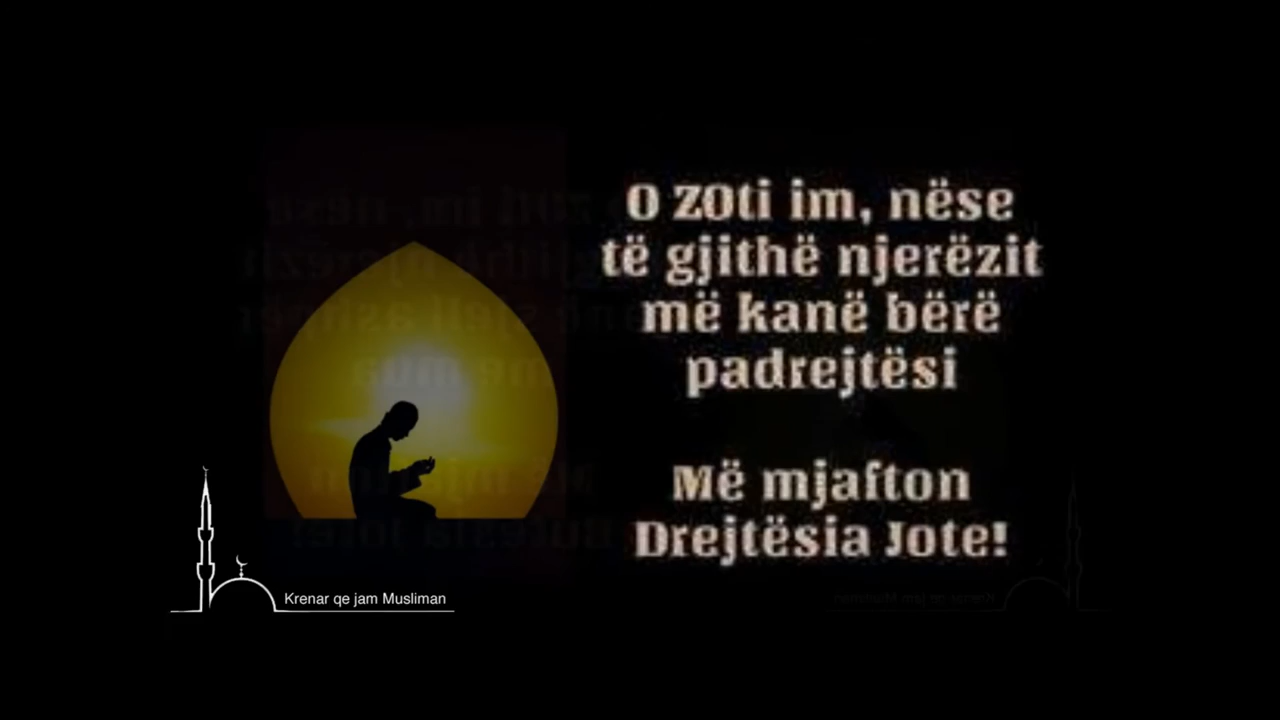 O ZOti im, nëse
të gjithë njerëzit
më kanë bërë
padrejtësi
Më mjafton
Drejtësia Jote!
Krenar qe jam Musliman